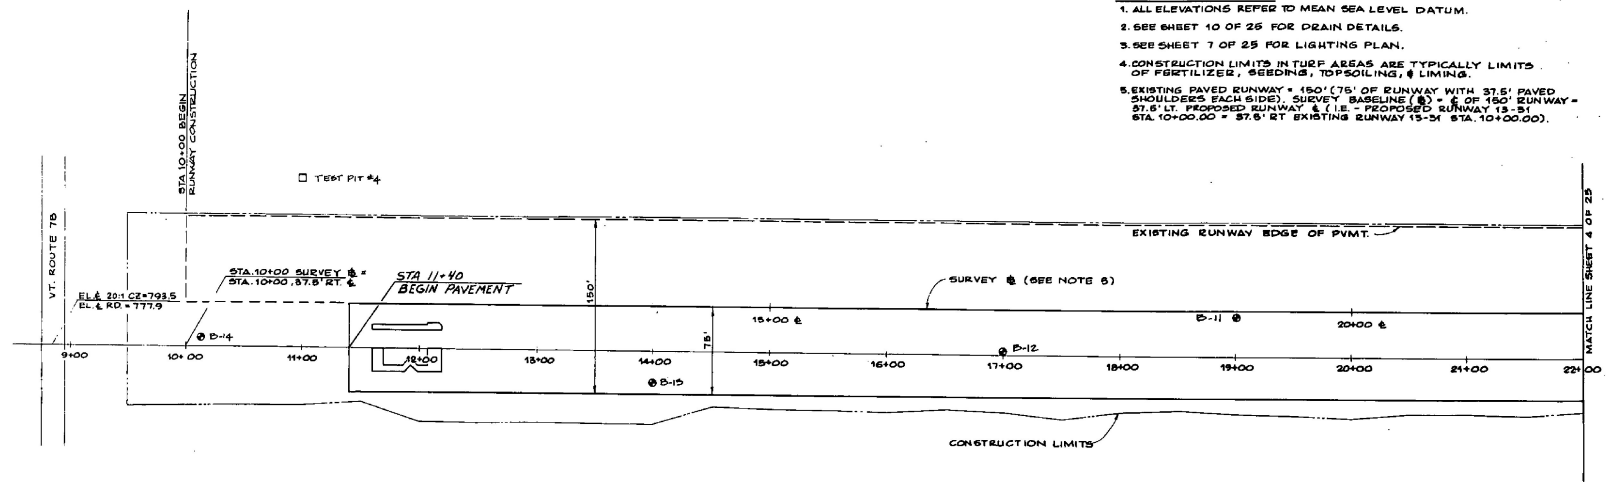 1. ALL ELEVATIONS REFER TO MEAN SEA LEVEL DATUM.
2. SEE SHEET 10 OF 25 FOR DRAIN DETAILS.
3. SEE SHEET 7 OF 25 FOR LIGHTING PLAN.
4. CONSTRUCTION LIMITS IN TURF AREAS ARE TYPICALLY LIMITS
OF FERTILIZER, SEEDING, TOPSOILING, & LIMING.
5. EXISTING PAVED RUNWAY = 150' (75' OF RUNWAY WITH 37.5' PAVED
SHOULDERS EACH SIDE). SURVEY BASELINE (℄) = ℄ OF 150' RUNWAY =
37.5' LT. PROPOSED RUNWAY ℄ (I.E. - PROPOSED RUNWAY 13-31
STA. 10+00.00 = 37.5' RT EXISTING RUNWAY 13-31 STA. 10+00.00).
STA 10+00 BEGIN
RUNWAY CONSTRUCTION
TEST PIT #4
VT. ROUTE 78
EXISTING RUNWAY EDGE OF PVMT.
MATCH LINE SHEET 4 OF 25
STA. 10+00 SURVEY ℄ =
STA. 10+00, 37.5' RT. ℄
STA 11+40
BEGIN PAVEMENT
150'
SURVEY ℄ (SEE NOTE 5)
EL. ℄ 20:1 CZ=793.5
EL. ℄ RD. = 777.9
75'
15+00 ℄
B-11
20+00 ℄
B-14
B-12
9+00
10+00
11+00
12+00
13+00
14+00
15+00
16+00
17+00
18+00
19+00
20+00
21+00
22+00
B-13
CONSTRUCTION LIMITS